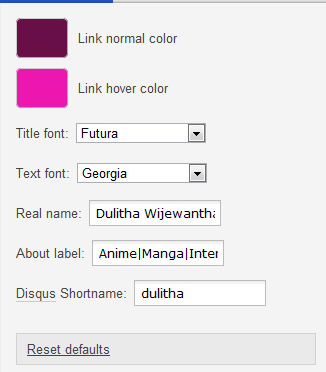 Link normal color
Link hover color
Title font: Futura
Text font: Georgia
Real name: Dulitha Wijewantha
About label: Anime|Manga|Inter
Disqus Shortname: dulitha
Reset defaults